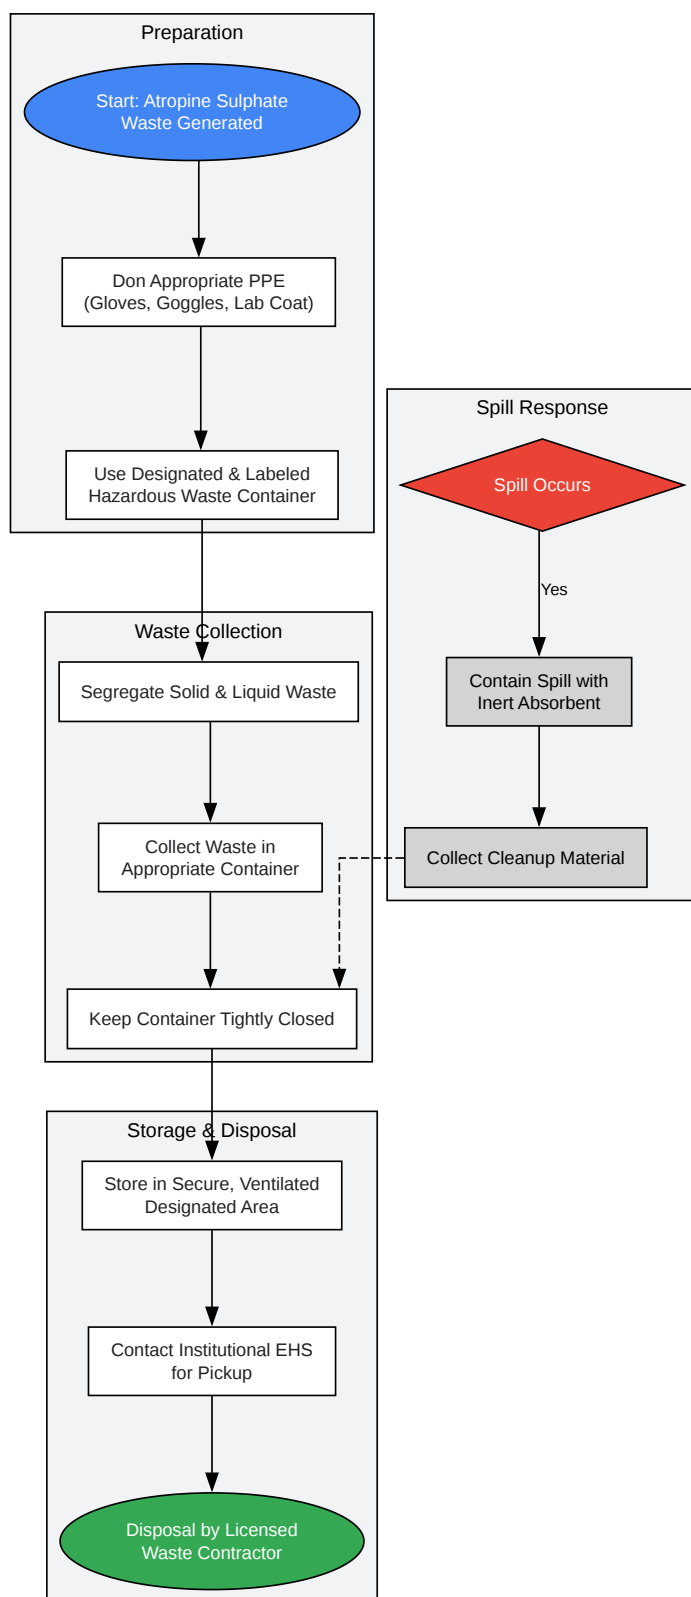 Preparation
Start: Atropine Sulphate
Waste Generated
Don Appropriate PPE
(Gloves, Goggles, Lab Coat)
Use Designated & Labeled
Hazardous Waste Container
Spill Response
Spill Occurs
Yes
Contain Spill with
Inert Absorbent
Collect Cleanup Material
Waste Collection
Segregate Solid & Liquid Waste
Collect Waste in
Appropriate Container
Keep Container Tightly Closed
Storage & Disposal
Store in Secure, Ventilated
Designated Area
Contact Institutional EHS
for Pickup
Disposal by Licensed
Waste Contractor